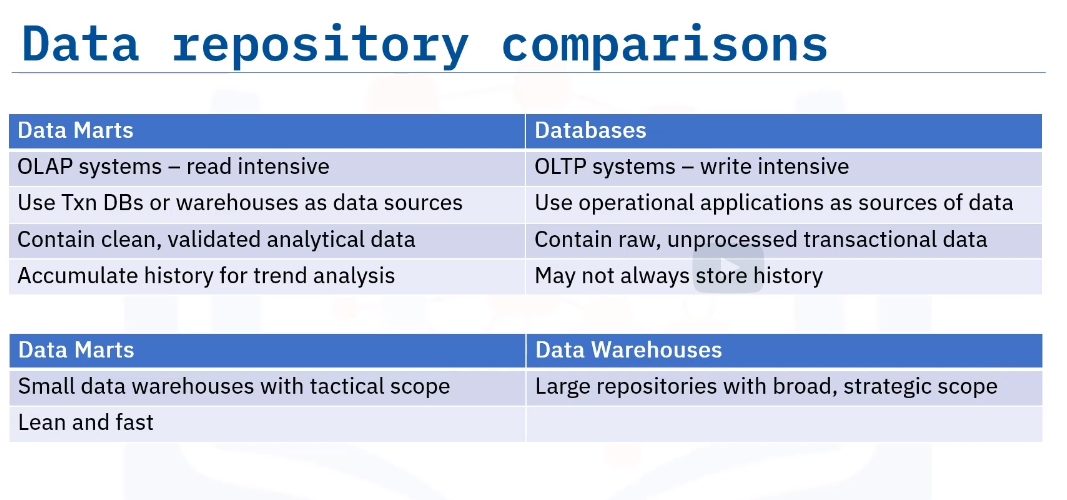 Data repository comparisons
Data Marts Databases
OLAP systems – read intensive OLTP systems – write intensive
Use Txn DBs or warehouses as data sources Use operational applications as sources of data
Contain clean, validated analytical data Contain raw, unprocessed transactional data
Accumulate history for trend analysis May not always store history
Data Marts Data Warehouses
Small data warehouses with tactical scope Large repositories with broad, strategic scope
Lean and fast